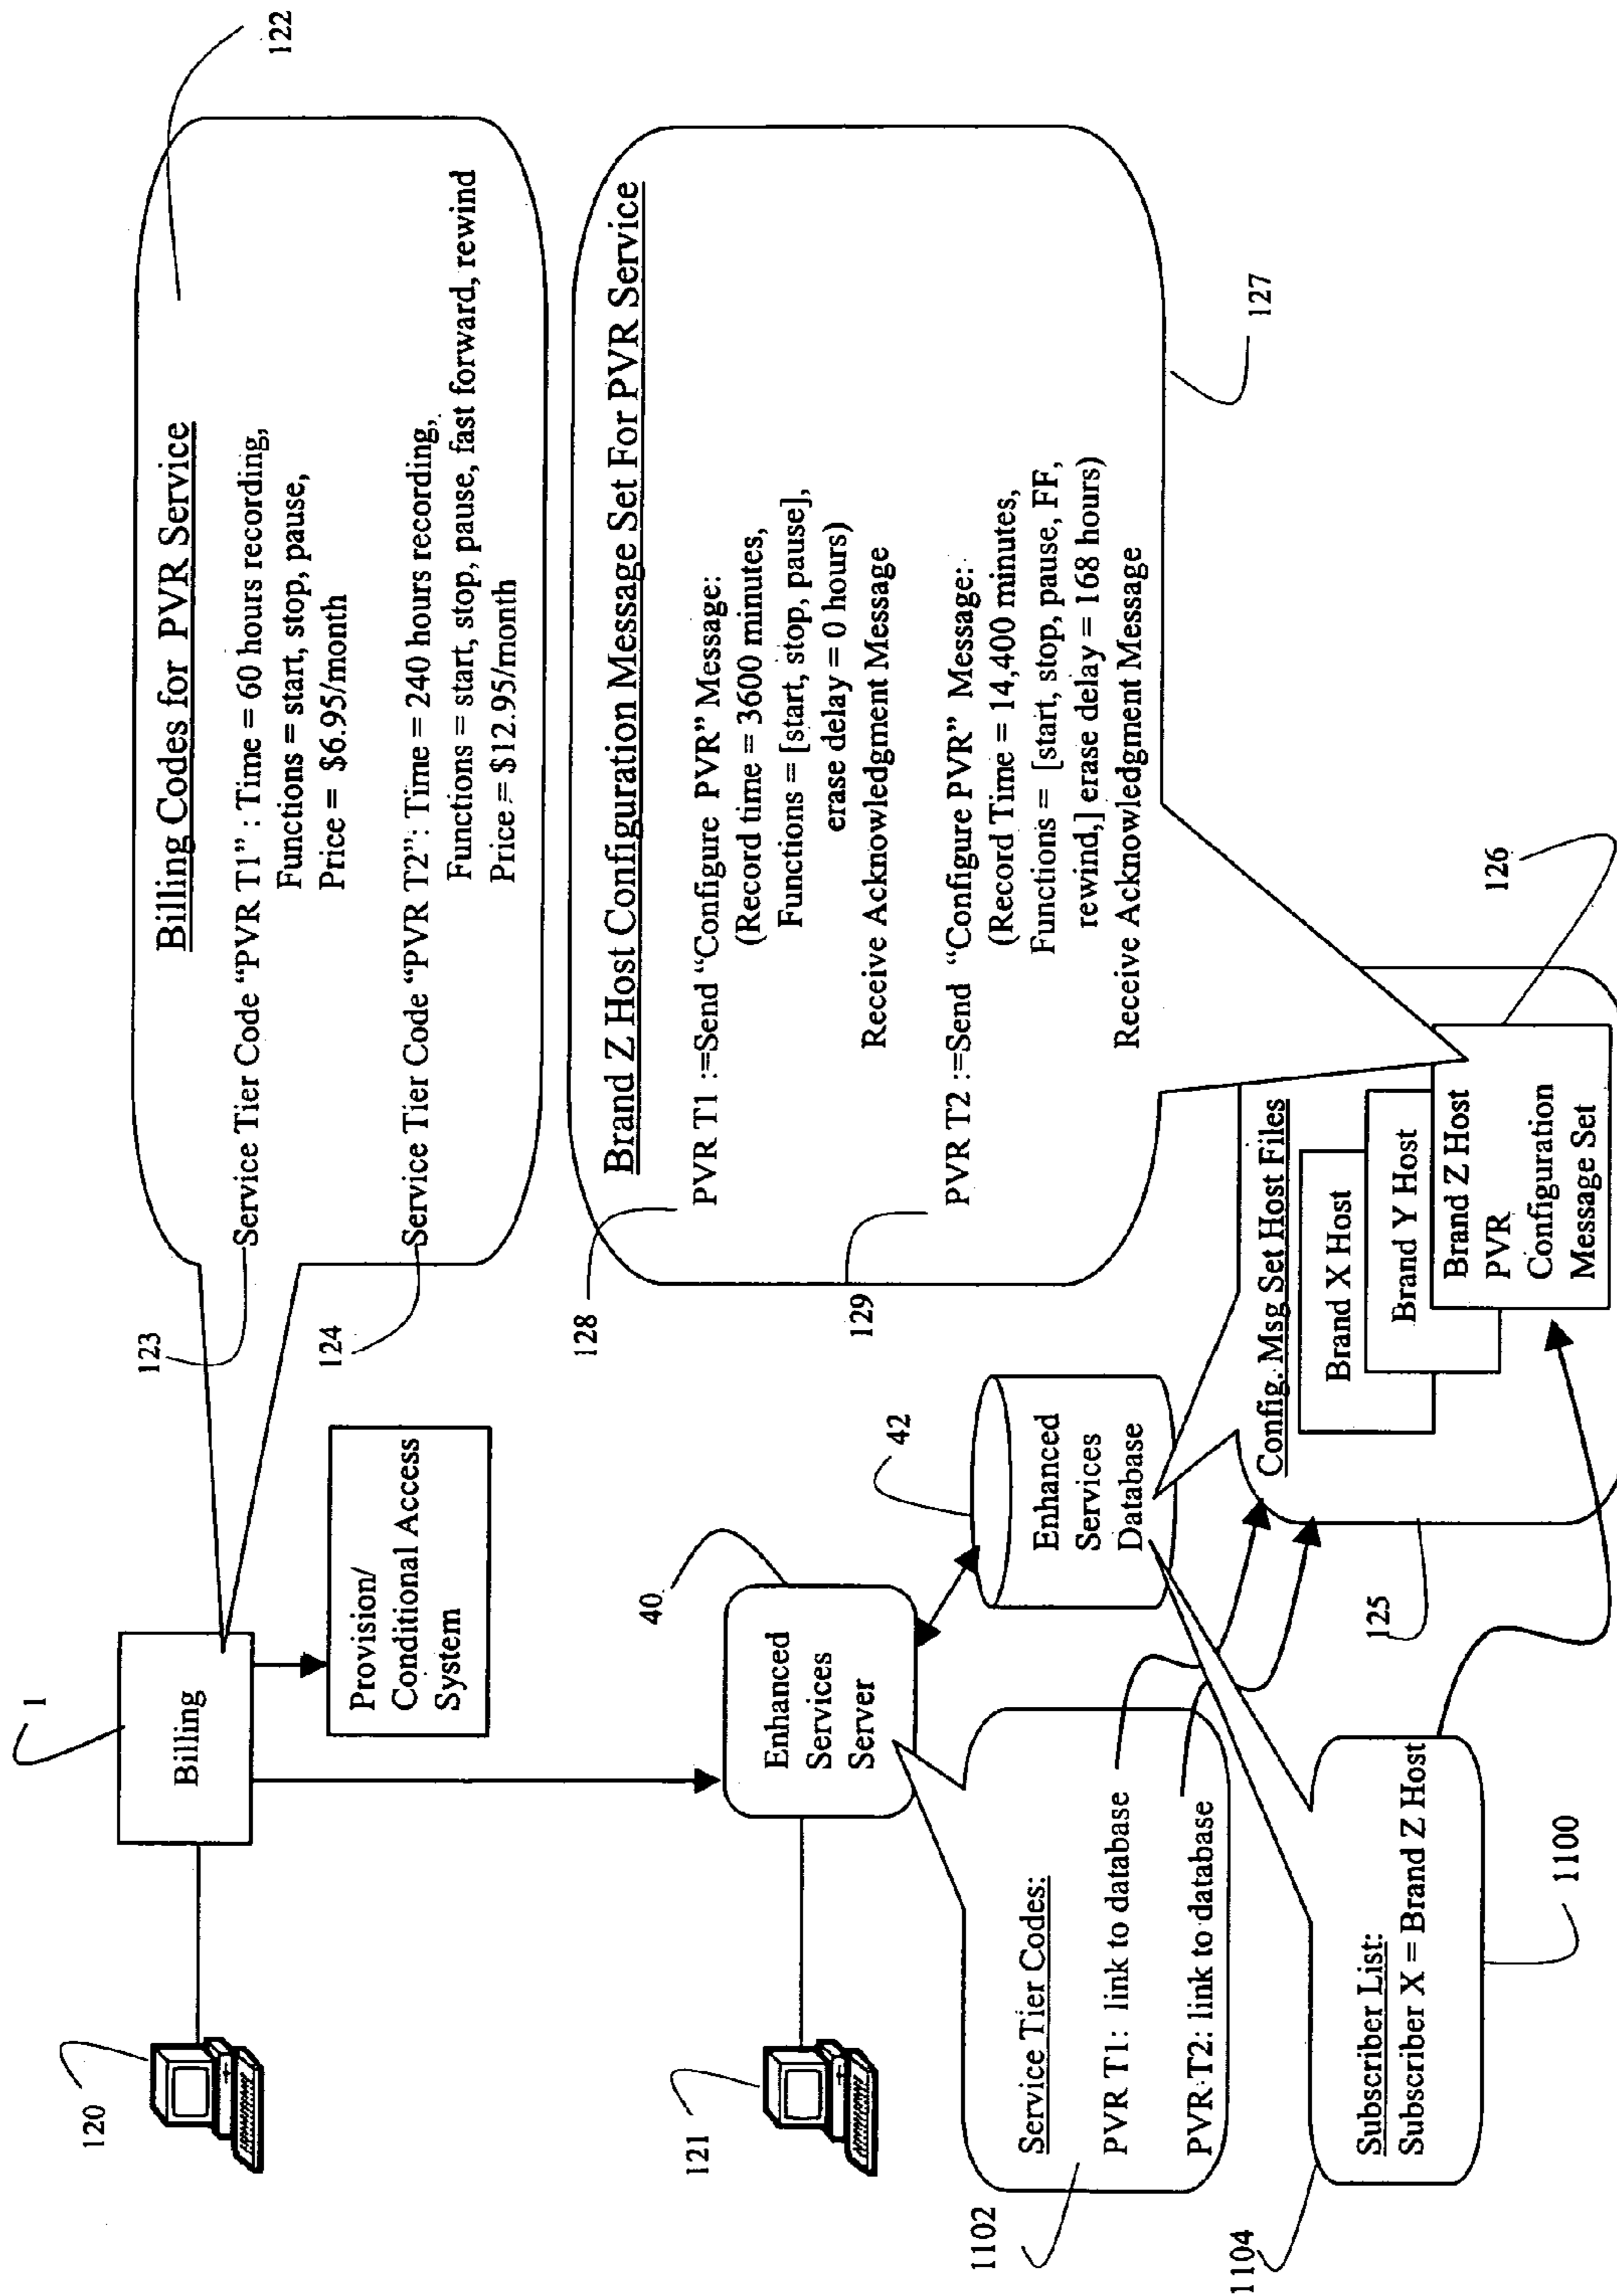 1
Billing
120
Provision/
Conditional Access
System
122
Billing Codes for PVR Service
123
Service Tier Code “PVR T1” : Time = 60 hours recording,
Functions = start, stop, pause,
Price = $6.95/month
124
Service Tier Code “PVR T2”: Time = 240 hours recording,
Functions = start, stop, pause, fast forward, rewind
Price = $12.95/month
Brand Z Host Configuration Message Set For PVR Service
128
PVR T1 :=Send “Configure PVR” Message:
(Record time = 3600 minutes,
Functions = [start, stop, pause],
erase delay = 0 hours)
Receive Acknowledgment Message
129
PVR T2 :=Send “Configure PVR” Message:
(Record Time = 14,400 minutes,
Functions = [start, stop, pause, FF,
rewind,] erase delay = 168 hours)
Receive Acknowledgment Message
127
121
40
Enhanced
Services
Server
42
Enhanced
Services
Database
1102
Service Tier Codes:
PVR T1: link to database
PVR T2: link to database
1104
Subscriber List:
Subscriber X = Brand Z Host
1100
125
Config. Msg Set Host Files
Brand X Host
Brand Y Host
Brand Z Host
PVR
Configuration
Message Set
126